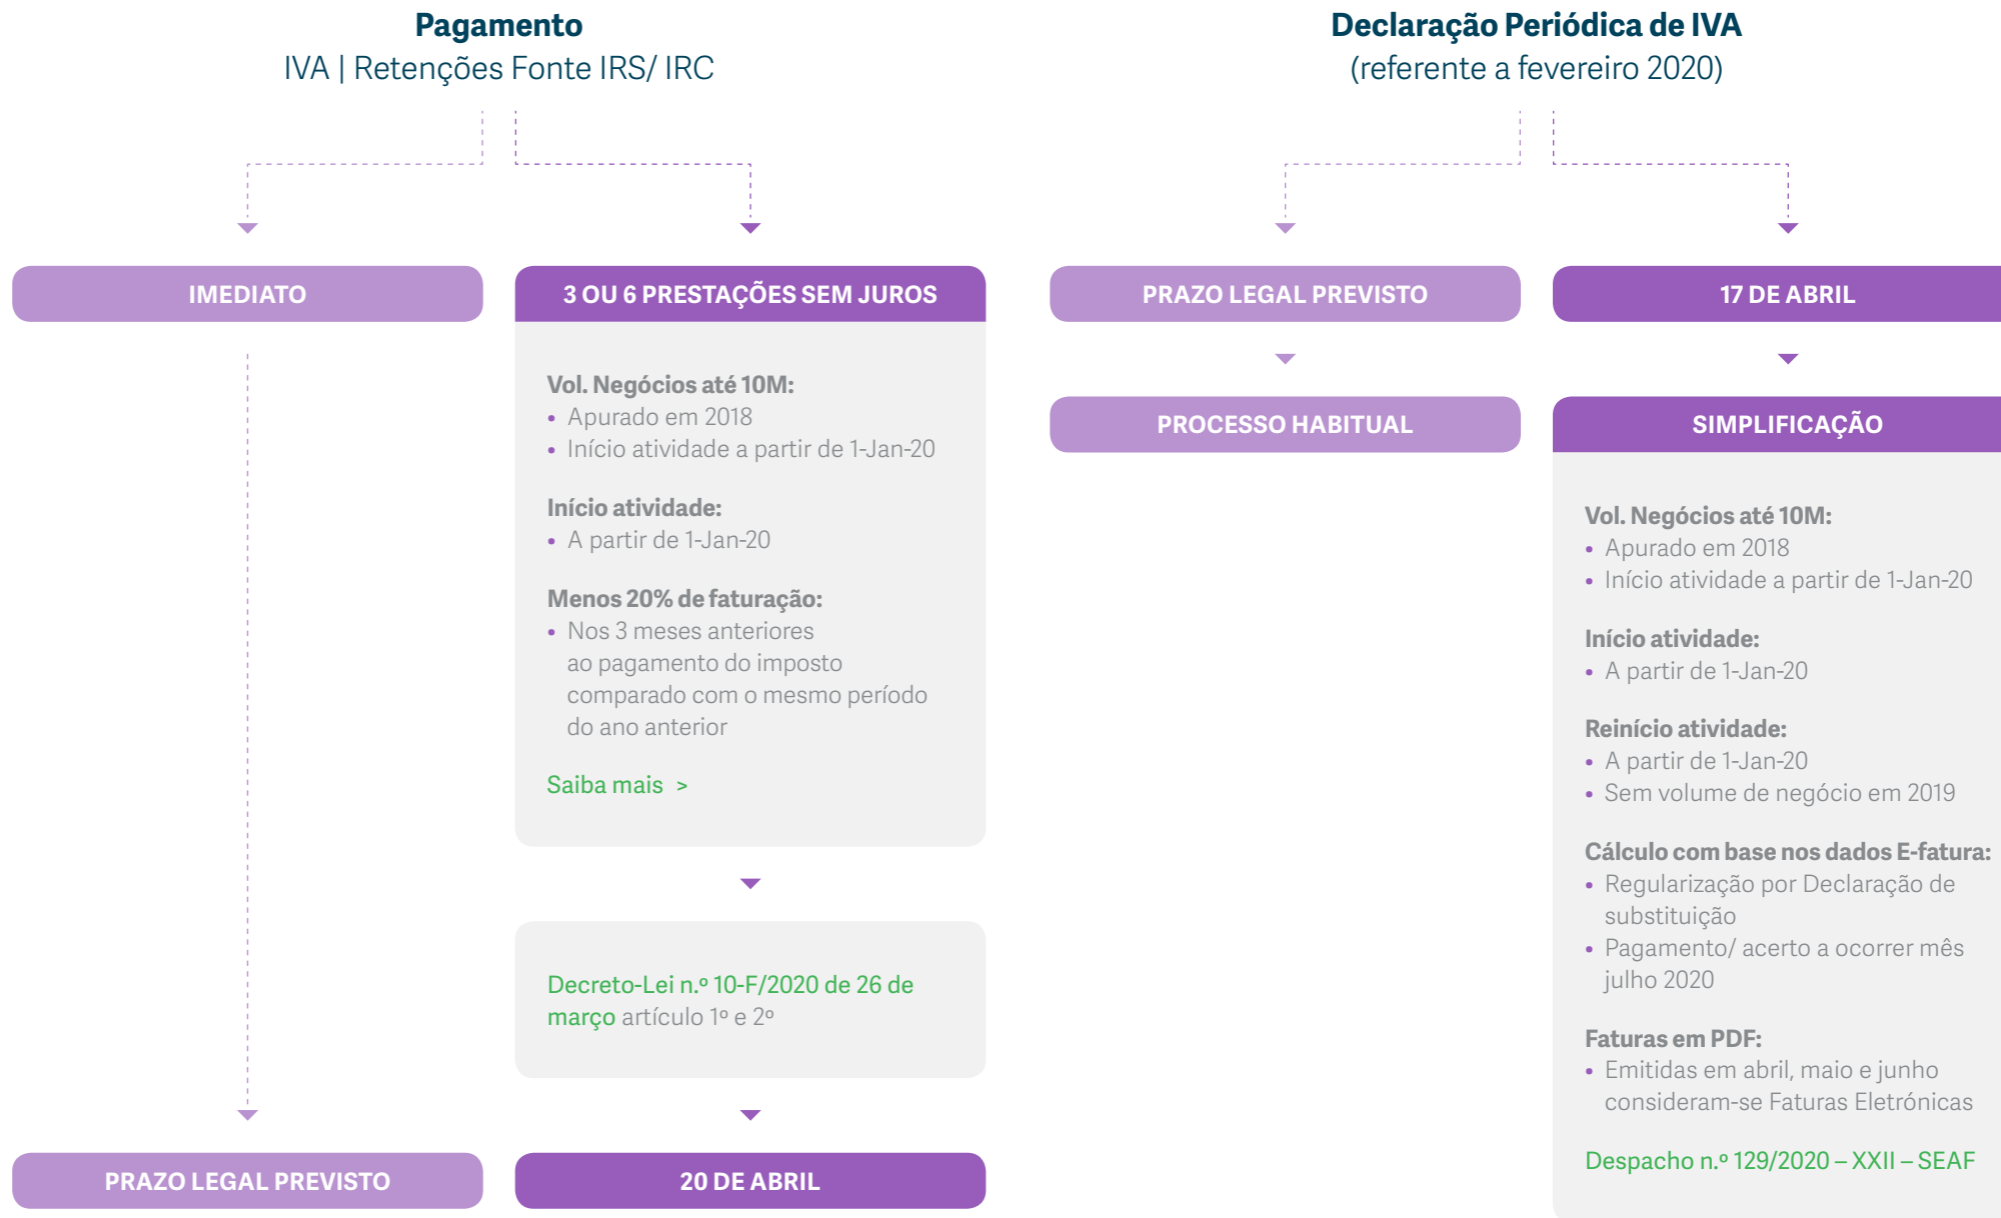 Pagamento
IVA | Retenções Fonte IRS/ IRC
IMEDIATO
PRAZO LEGAL PREVISTO
3 OU 6 PRESTAÇÕES SEM JUROS
Vol. Negócios até 10M:
• Apurado em 2018
• Início atividade a partir de 1-Jan-20
Início atividade:
• A partir de 1-Jan-20
Menos 20% de faturação:
• Nos 3 meses anteriores
ao pagamento do imposto
comparado com o mesmo período
do ano anterior
Saiba mais >
Decreto-Lei n.º 10-F/2020 de 26 de
março artículo 1º e 2º
20 DE ABRIL
Declaração Periódica de IVA
(referente a fevereiro 2020)
PRAZO LEGAL PREVISTO
PROCESSO HABITUAL
17 DE ABRIL
SIMPLIFICAÇÃO
Vol. Negócios até 10M:
• Apurado em 2018
• Início atividade a partir de 1-Jan-20
Início atividade:
• A partir de 1-Jan-20
Reinício atividade:
• A partir de 1-Jan-20
• Sem volume de negócio em 2019
Cálculo com base nos dados E-fatura:
• Regularização por Declaração de
substituição
• Pagamento/ acerto a ocorrer mês
julho 2020
Faturas em PDF:
• Emitidas em abril, maio e junho
consideram-se Faturas Eletrónicas
Despacho n.º 129/2020 – XXII – SEAF